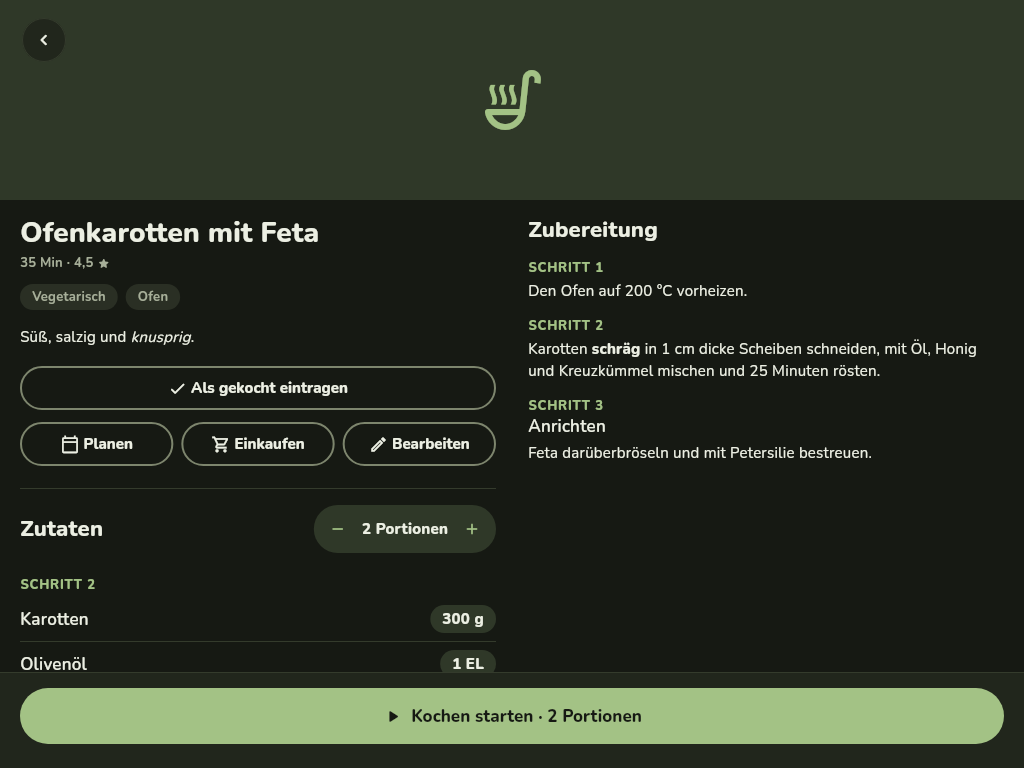 Ofenkarotten mit Feta
35 Min · 4,5 ★
Vegetarisch
Ofen
Süß, salzig und knusprig.
Als gekocht eintragen
Planen
Einkaufen
Bearbeiten
Zutaten
2 Portionen
SCHRITT 2
Karotten
300 g
Olivenöl
1 EL
Zubereitung
SCHRITT 1
Den Ofen auf 200 °C vorheizen.
SCHRITT 2
Karotten schräg in 1 cm dicke Scheiben schneiden, mit Öl, Honig
und Kreuzkümmel mischen und 25 Minuten rösten.
SCHRITT 3
Anrichten
Feta darüberbröseln und mit Petersilie bestreuen.
Kochen starten · 2 Portionen